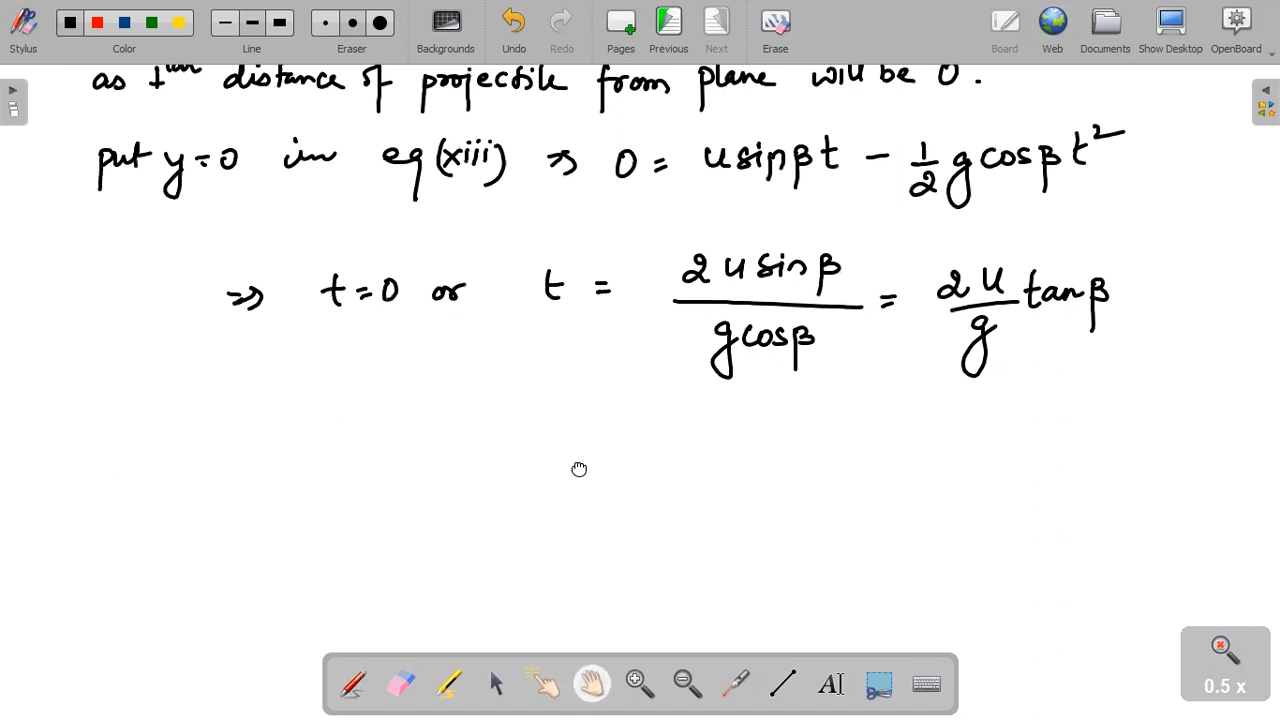 Stylus Color Line Eraser Backgrounds Undo Redo Pages Previous Next Erase Board Web Documents Show Desktop OpenBoard
as ⊥ar distance of projectile from plane will be 0.
put y=0 in eq(xiii) ⇒ 0 = u sinβ t − 1/2 g cosβ t²
⇒ t=0 or t = 2 u sinβ / g cosβ = 2u/g tanβ
0.5 x